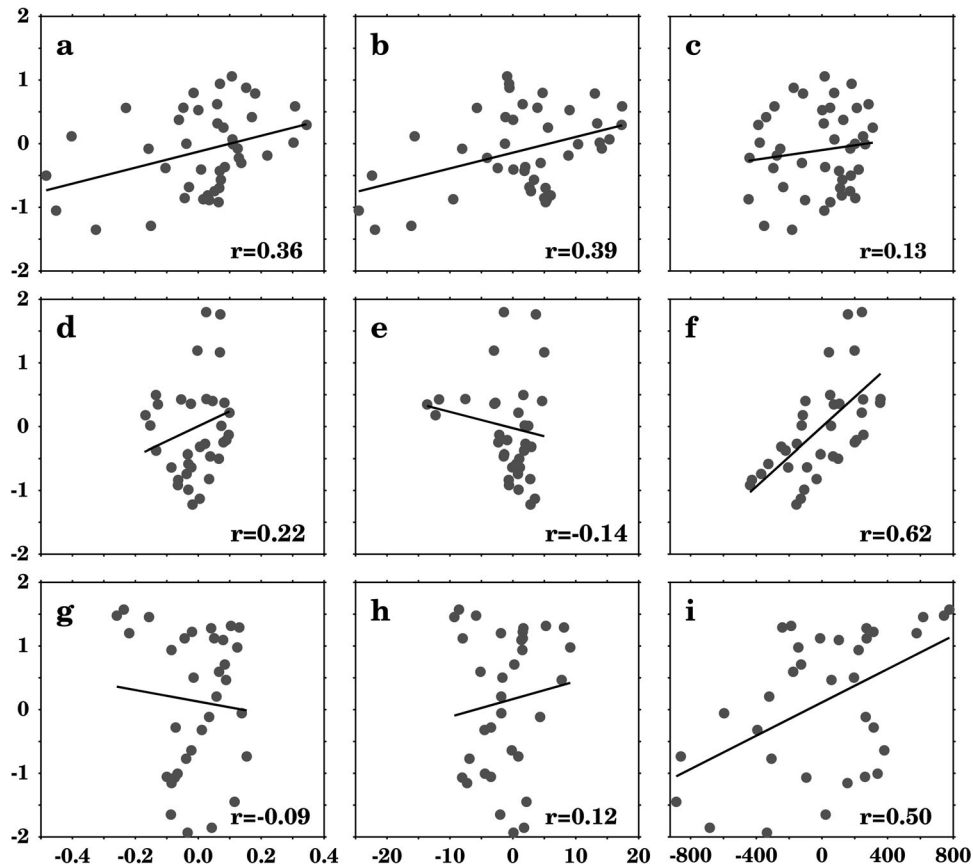 2
a
b
c
1
0
-1
r=0.36
r=0.39
r=0.13
-2
2
d
e
f
1
0
-1
r=0.22
r=-0.14
r=0.62
-2
2
g
h
i
1
0
-1
r=-0.09
r=0.12
r=0.50
-2
-0.4 -0.2 0.0 0.2 0.4
-20 -10 0 10 20
-800 -400 0 400 800